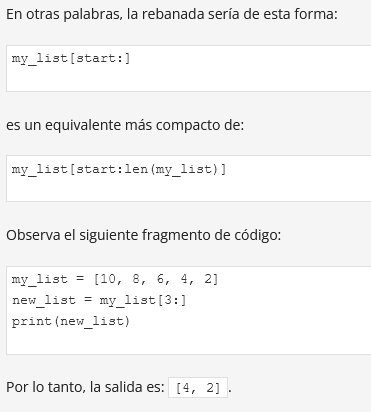 En otras palabras, la rebanada sería de esta forma:
my_list[start:]
es un equivalente más compacto de:
my_list[start:len(my_list)]
Observa el siguiente fragmento de código:
my_list = [10, 8, 6, 4, 2]
new_list = my_list[3:]
print(new_list)
Por lo tanto, la salida es: [4, 2].